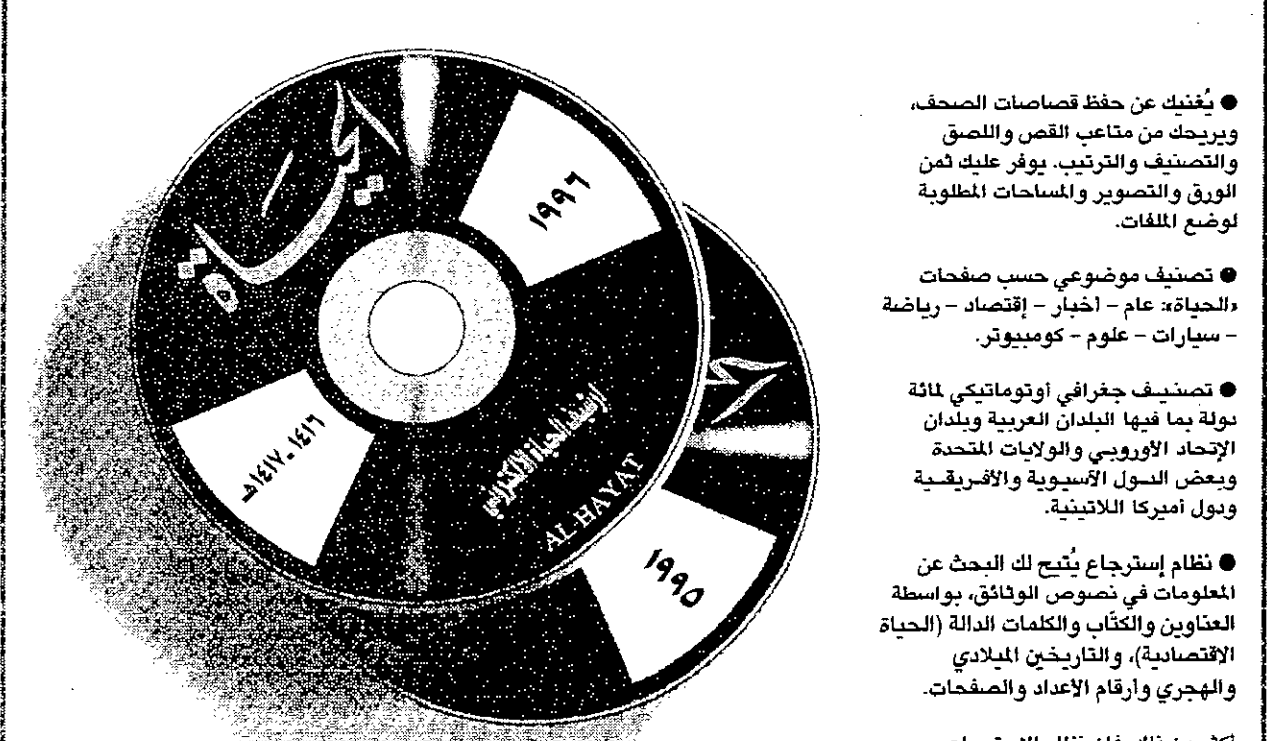 الحياة
١٩٩٦
١٤١٦-١٤١٧هـ
أرشيف الحياة الالكتروني
AL HAYAT
١٩٩٥
● يُغنيك عن حفظ قصاصات الصحف،
ويريحك من متاعب القص واللصق
والتصنيف والترتيب. يوفر عليك ثمن
الورق والتصوير والمساحات المطلوبة
لوضع الملفات.
● تصنيف موضوعي حسب صفحات
«الحياة»: عام – أخبار – إقتصاد – رياضة
– سيارات – علوم – كومبيوتر.
● تصنيف جغرافي أوتوماتيكي لمائة
دولة بما فيها البلدان العربية وبلدان
الإتحاد الأوروبي والولايات المتحدة
وبعض الدول الآسيوية والأفريقية
ودول أميركا اللاتينية.
● نظام إسترجاع يُتيح لك البحث عن
المعلومات في نصوص الوثائق، بواسطة
العناوين والكتّاب والكلمات الدالة (الحياة
الاقتصادية)، والتاريخين الميلادي
والهجري وأرقام الأعداد والصفحات.